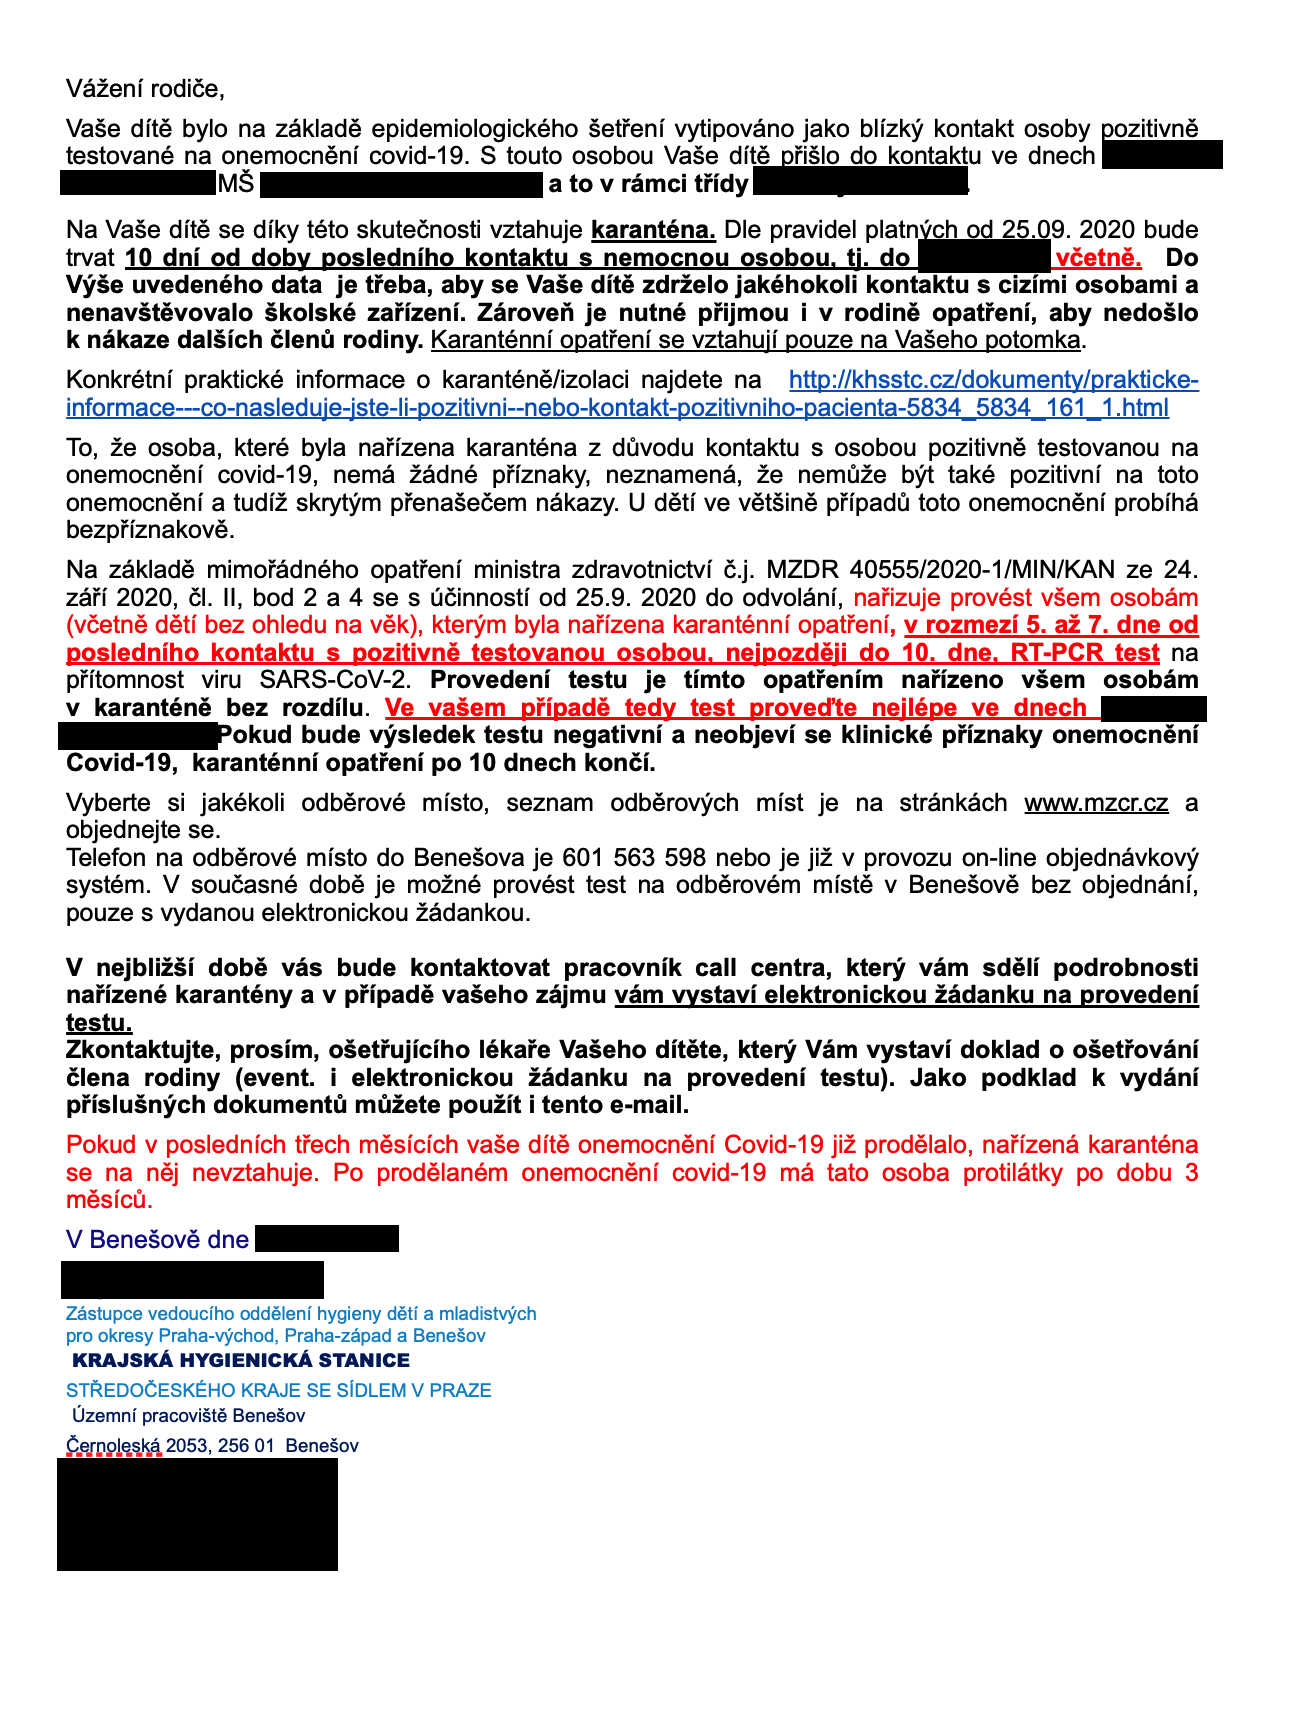 Vážení rodiče,
Vaše dítě bylo na základě epidemiologického šetření vytipováno jako blízký kontakt osoby pozitivně
testované na onemocnění covid-19. S touto osobou Vaše dítě přišlo do kontaktu ve dnech
MŠ a to v rámci třídy .
Na Vaše dítě se díky této skutečnosti vztahuje karanténa. Dle pravidel platných od 25.09. 2020 bude
trvat 10 dní od doby posledního kontaktu s nemocnou osobou, tj. do včetně. Do
Výše uvedeného data je třeba, aby se Vaše dítě zdrželo jakéhokoli kontaktu s cizími osobami a
nenavštěvovalo školské zařízení. Zároveň je nutné přijmou i v rodině opatření, aby nedošlo
k nákaze dalších členů rodiny. Karanténní opatření se vztahují pouze na Vašeho potomka.
Konkrétní praktické informace o karanténě/izolaci najdete na http://khsstc.cz/dokumenty/prakticke-
informace---co-nasleduje-jste-li-pozitivni--nebo-kontakt-pozitivniho-pacienta-5834_5834_161_1.html
To, že osoba, které byla nařízena karanténa z důvodu kontaktu s osobou pozitivně testovanou na
onemocnění covid-19, nemá žádné příznaky, neznamená, že nemůže být také pozitivní na toto
onemocnění a tudíž skrytým přenašečem nákazy. U dětí ve většině případů toto onemocnění probíhá
bezpříznakově.
Na základě mimořádného opatření ministra zdravotnictví č.j. MZDR 40555/2020-1/MIN/KAN ze 24.
září 2020, čl. II, bod 2 a 4 se s účinností od 25.9. 2020 do odvolání, nařizuje provést všem osobám
(včetně dětí bez ohledu na věk), kterým byla nařízena karanténní opatření, v rozmezí 5. až 7. dne od
posledního kontaktu s pozitivně testovanou osobou, nejpozději do 10. dne, RT-PCR test na
přítomnost viru SARS-CoV-2. Provedení testu je tímto opatřením nařízeno všem osobám
v karanténě bez rozdílu. Ve vašem případě tedy test proveďte nejlépe ve dnech
Pokud bude výsledek testu negativní a neobjeví se klinické příznaky onemocnění
Covid-19, karanténní opatření po 10 dnech končí.
Vyberte si jakékoli odběrové místo, seznam odběrových míst je na stránkách www.mzcr.cz a
objednejte se.
Telefon na odběrové místo do Benešova je 601 563 598 nebo je již v provozu on-line objednávkový
systém. V současné době je možné provést test na odběrovém místě v Benešově bez objednání,
pouze s vydanou elektronickou žádankou.
V nejbližší době vás bude kontaktovat pracovník call centra, který vám sdělí podrobnosti
nařízené karantény a v případě vašeho zájmu vám vystaví elektronickou žádanku na provedení
testu.
Zkontaktujte, prosím, ošetřujícího lékaře Vašeho dítěte, který Vám vystaví doklad o ošetřování
člena rodiny (event. i elektronickou žádanku na provedení testu). Jako podklad k vydání
příslušných dokumentů můžete použít i tento e-mail.
Pokud v posledních třech měsících vaše dítě onemocnění Covid-19 již prodělalo, nařízená karanténa
se na něj nevztahuje. Po prodělaném onemocnění covid-19 má tato osoba protilátky po dobu 3
měsíců.
V Benešově dne
Zástupce vedoucího oddělení hygieny dětí a mladistvých
pro okresy Praha-východ, Praha-západ a Benešov
KRAJSKÁ HYGIENICKÁ STANICE
STŘEDOČESKÉHO KRAJE SE SÍDLEM V PRAZE
Územní pracoviště Benešov
Černoleská 2053, 256 01 Benešov